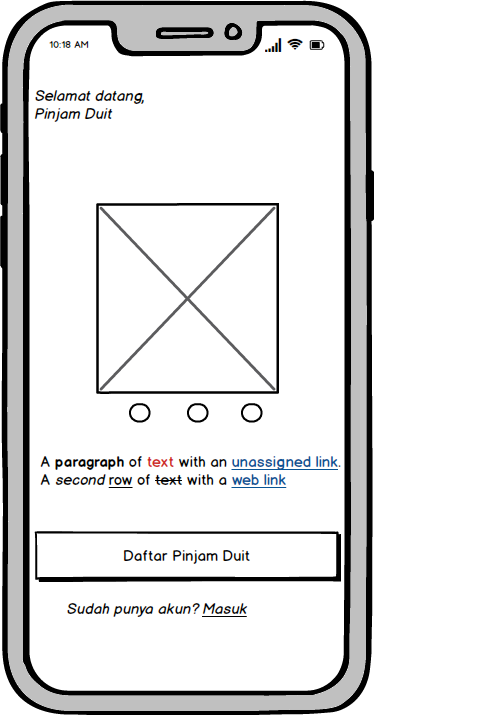 10:18 AM
Selamat datang,
Pinjam Duit
A paragraph of text with an unassigned link.
A second row of text with a web link
Daftar Pinjam Duit
Sudah punya akun? Masuk